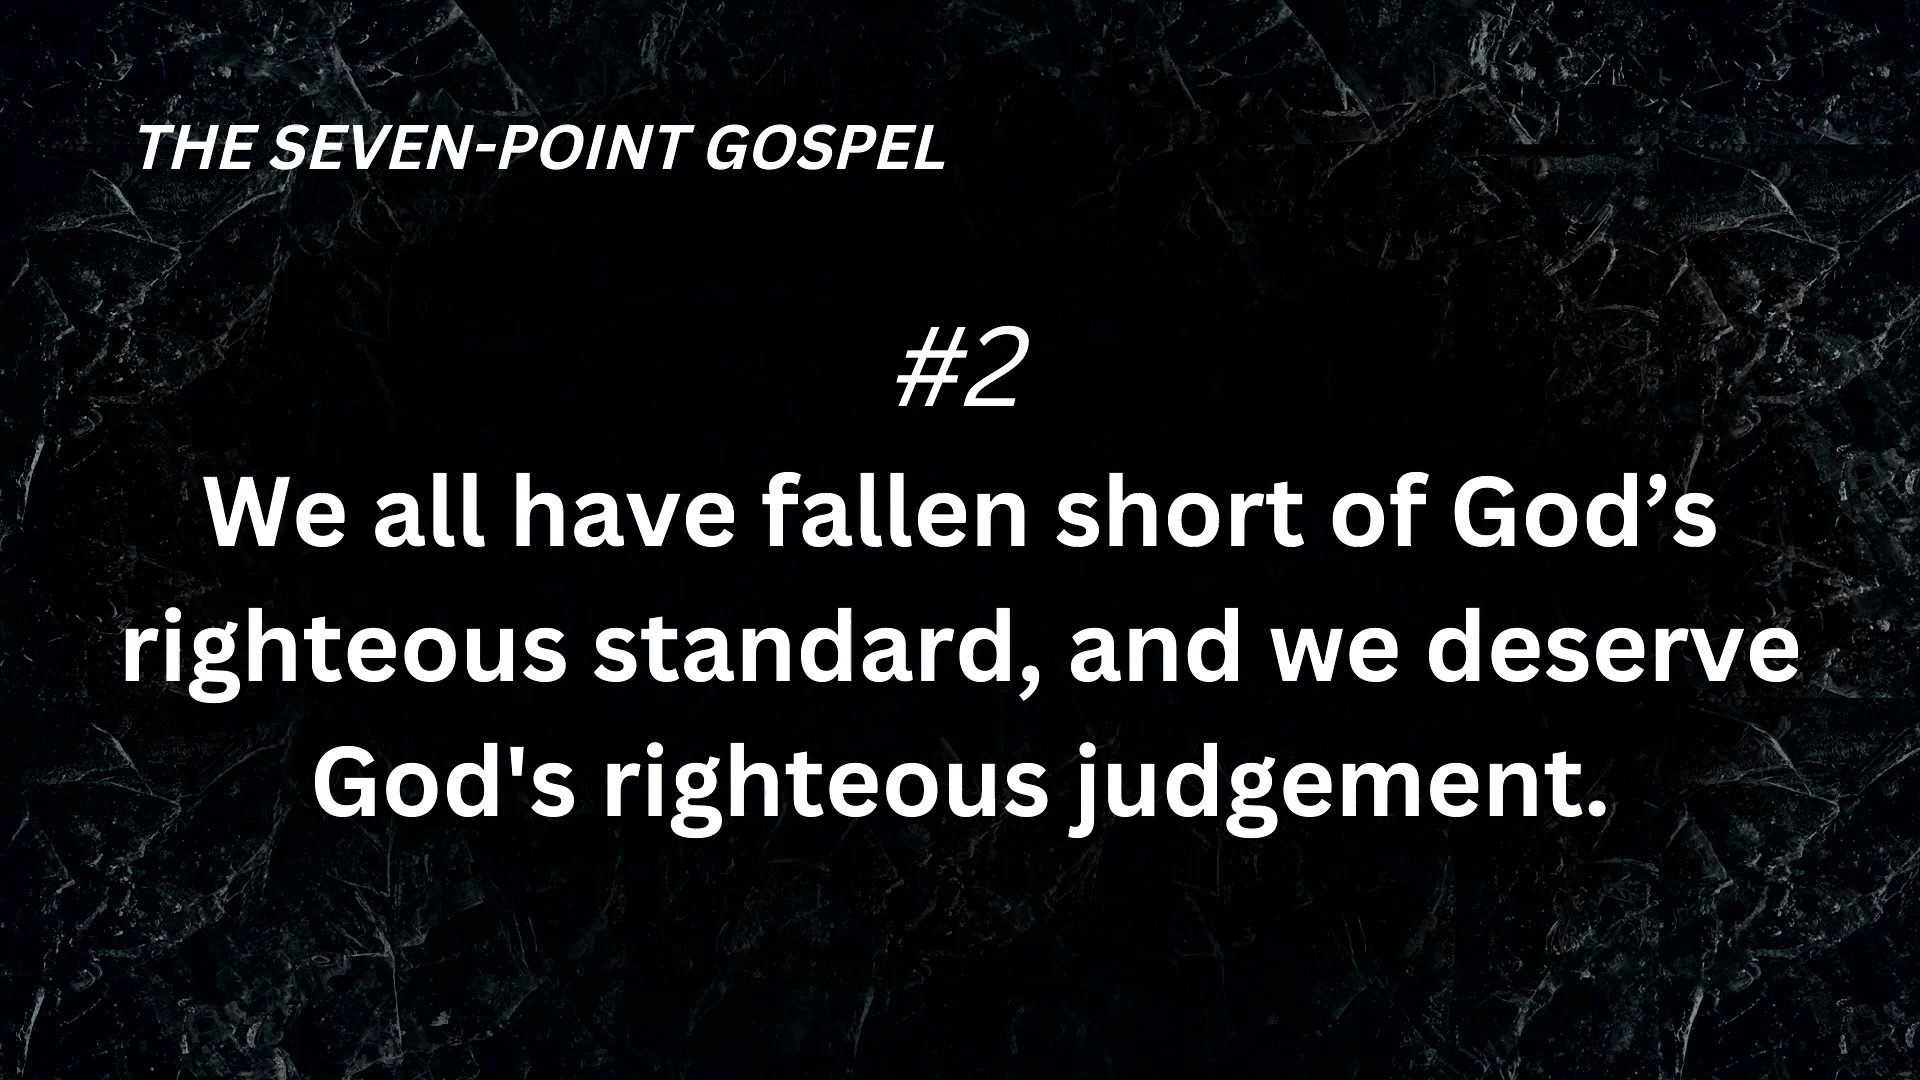 THE SEVEN-POINT GOSPEL
#2
We all have fallen short of God’s
righteous standard, and we deserve
God's righteous judgement.